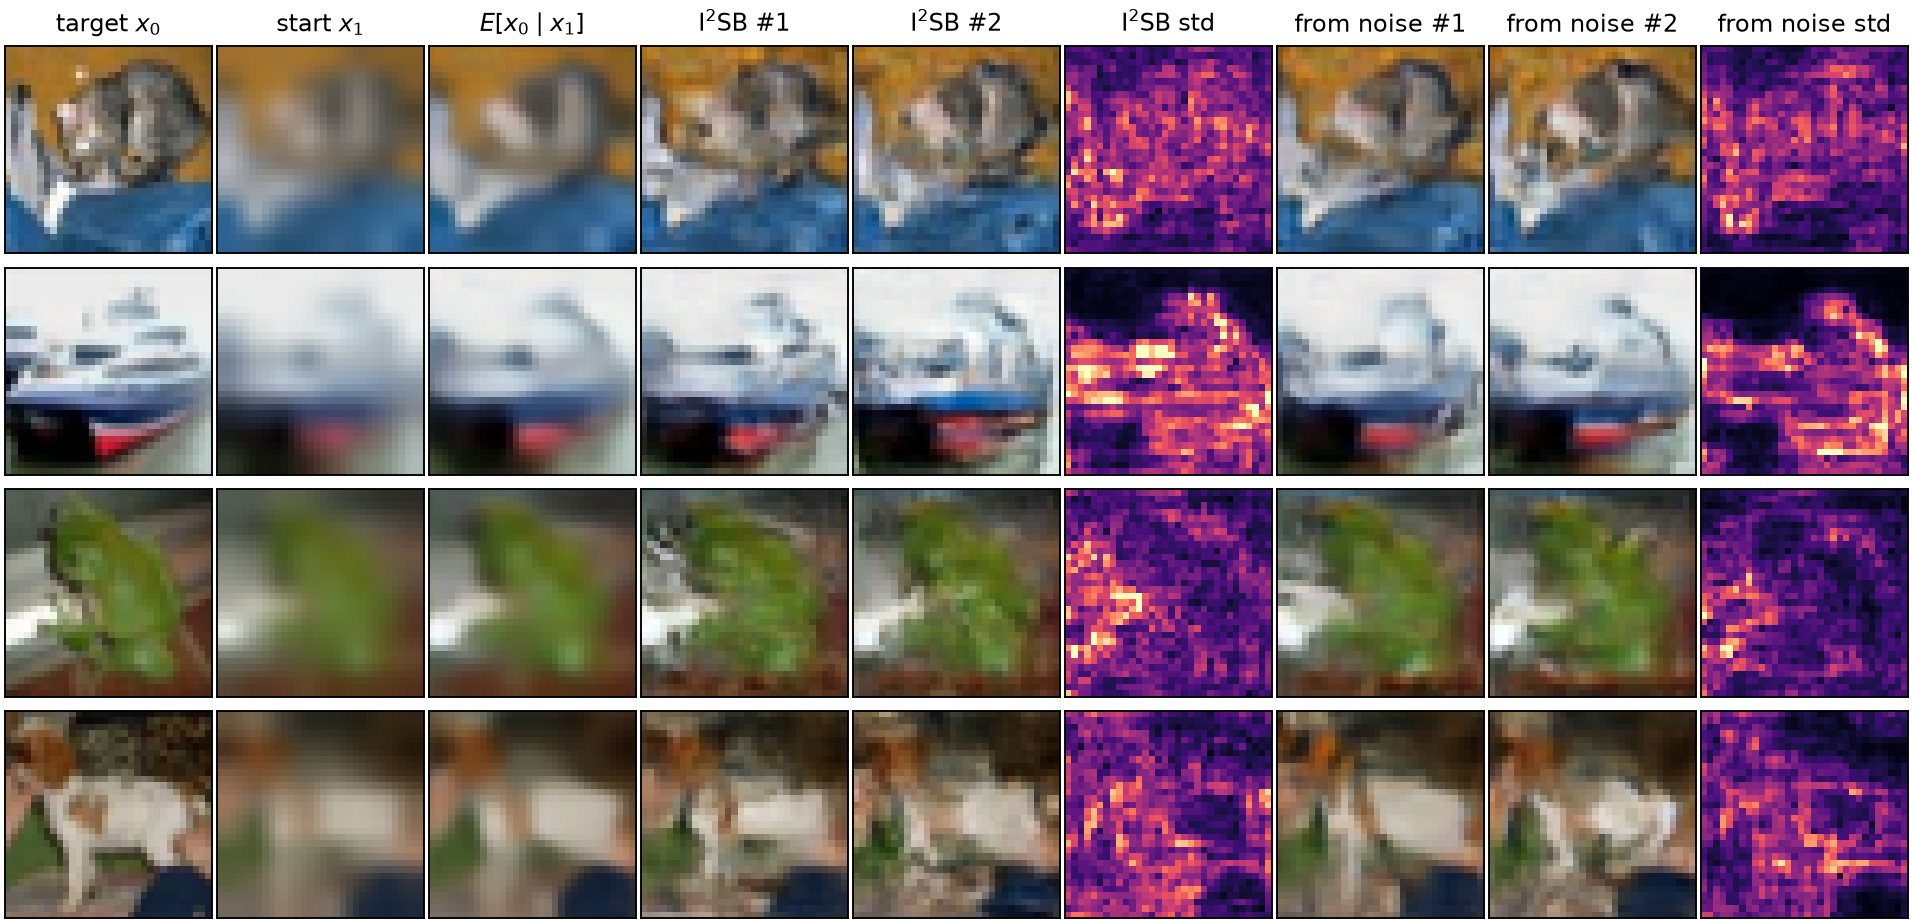 target x₀ start x₁ E[x₀ | x₁] I²SB #1 I²SB #2 I²SB std from noise #1 from noise #2 from noise std